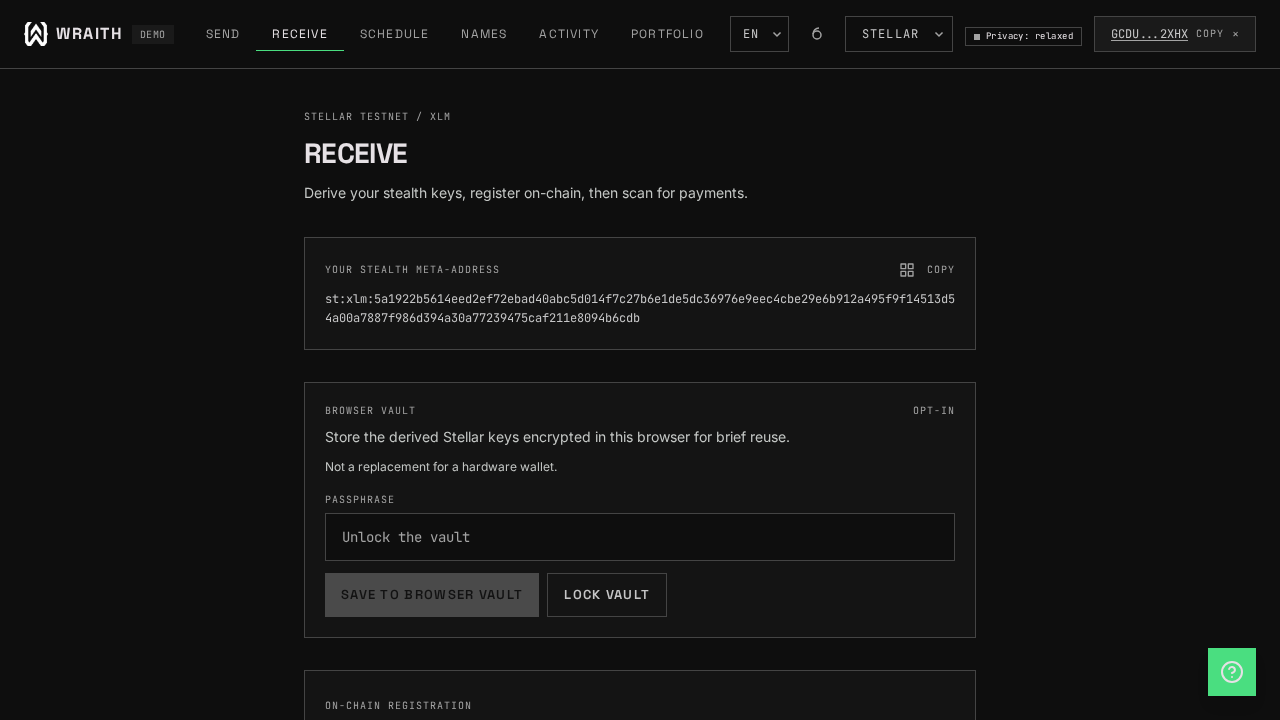 WRAITH DEMO SEND RECEIVE SCHEDULE NAMES ACTIVITY PORTFOLIO EN STELLAR Privacy: relaxed GCDU...2XHX COPY ×
STELLAR TESTNET / XLM
RECEIVE
Derive your stealth keys, register on-chain, then scan for payments.
YOUR STEALTH META-ADDRESS COPY
st:xlm:5a1922b5614eed2ef72ebad40abc5d014f7c27b6e1de5dc36976e9eec4cbe29e6b912a495f9f14513d5
4a00a7887f986d394a30a77239475caf211e8094b6cdb
BROWSER VAULT OPT-IN
Store the derived Stellar keys encrypted in this browser for brief reuse.
Not a replacement for a hardware wallet.
PASSPHRASE
Unlock the vault
SAVE TO BROWSER VAULT LOCK VAULT
ON-CHAIN REGISTRATION